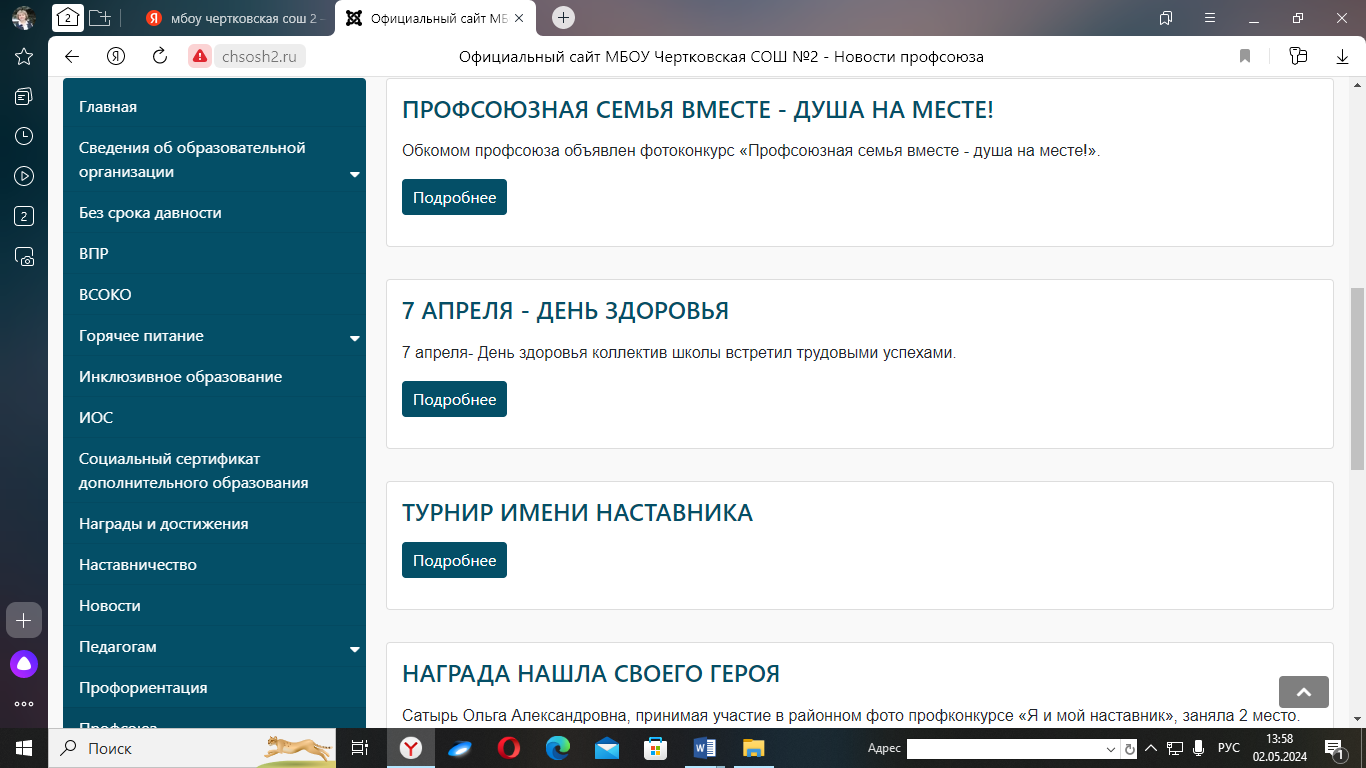 мбоу чертковская сош 2 -
Официальный сайт МБ
chsosh2.ru
Официальный сайт МБОУ Чертковская СОШ №2 - Новости профсоюза
2
Главная
Сведения об образовательной
организации
Без срока давности
ВПР
ВСОКО
Горячее питание
Инклюзивное образование
ИОС
Социальный сертификат
дополнительного образования
Награды и достижения
Наставничество
Новости
Педагогам
Профориентация
Профсоюз
ПРОФСОЮЗНАЯ СЕМЬЯ ВМЕСТЕ - ДУША НА МЕСТЕ!
Обкомом профсоюза объявлен фотоконкурс «Профсоюзная семья вместе - душа на месте!».
Подробнее
7 АПРЕЛЯ - ДЕНЬ ЗДОРОВЬЯ
7 апреля- День здоровья коллектив школы встретил трудовыми успехами.
Подробнее
ТУРНИР ИМЕНИ НАСТАВНИКА
Подробнее
НАГРАДА НАШЛА СВОЕГО ГЕРОЯ
Сатырь Ольга Александровна, принимая участие в районном фото профконкурсе «Я и мой наставник», заняла 2 место.
Поиск
Адрес
РУС
13:58
02.05.2024
1